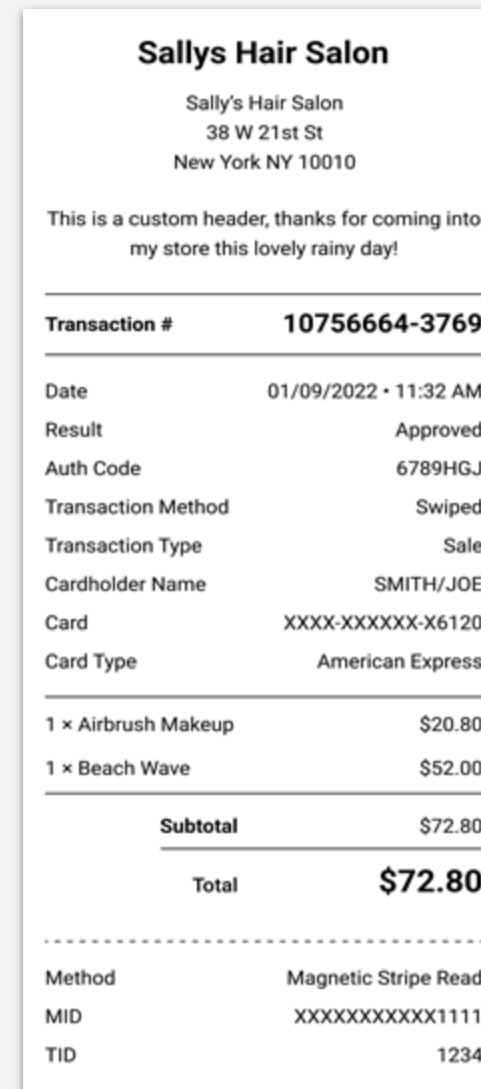 Sallys Hair Salon
Sally's Hair Salon
38 W 21st St
New York NY 10010
This is a custom header, thanks for coming into
my store this lovely rainy day!
Transaction # 10756664-3769
Date 01/09/2022 • 11:32 AM
Result Approved
Auth Code 6789HGJ
Transaction Method Swiped
Transaction Type Sale
Cardholder Name SMITH/JOE
Card XXXX-XXXXXX-X6120
Card Type American Express
1 × Airbrush Makeup $20.80
1 × Beach Wave $52.00
Subtotal $72.80
Total $72.80
Method Magnetic Stripe Read
MID XXXXXXXXXXX1111
TID 1234